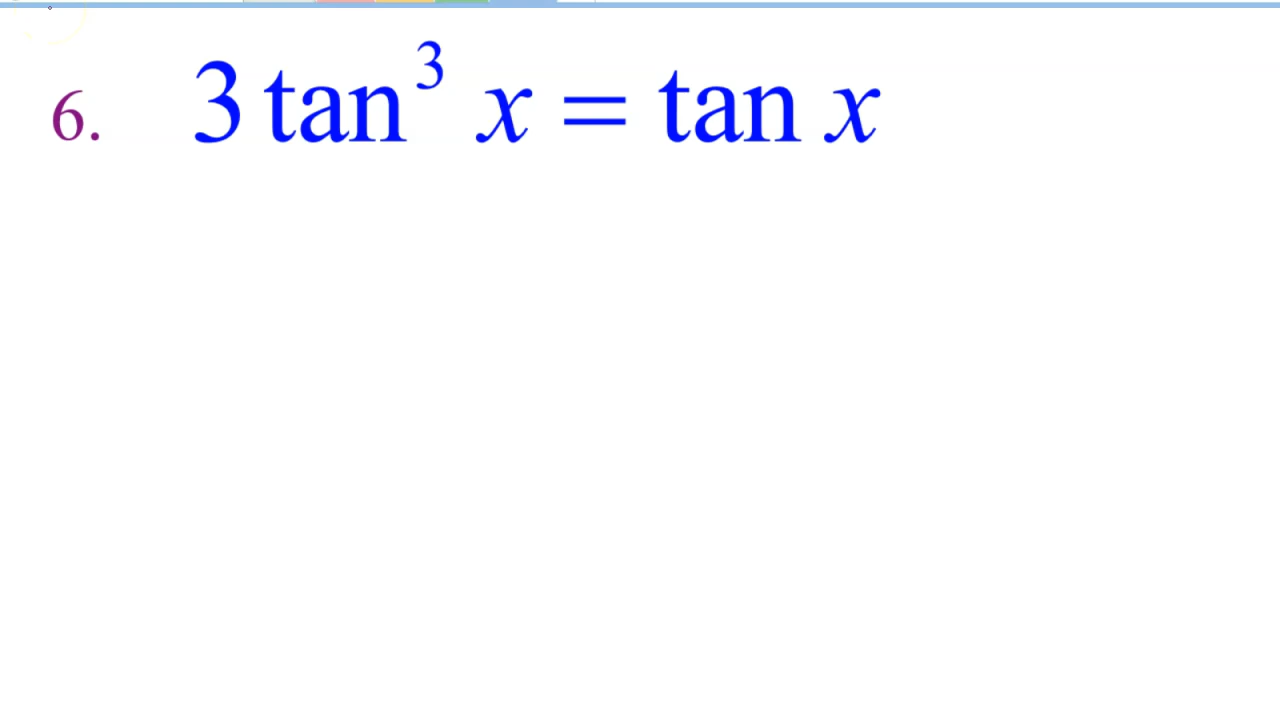 6. 3 tan³ x = tan x